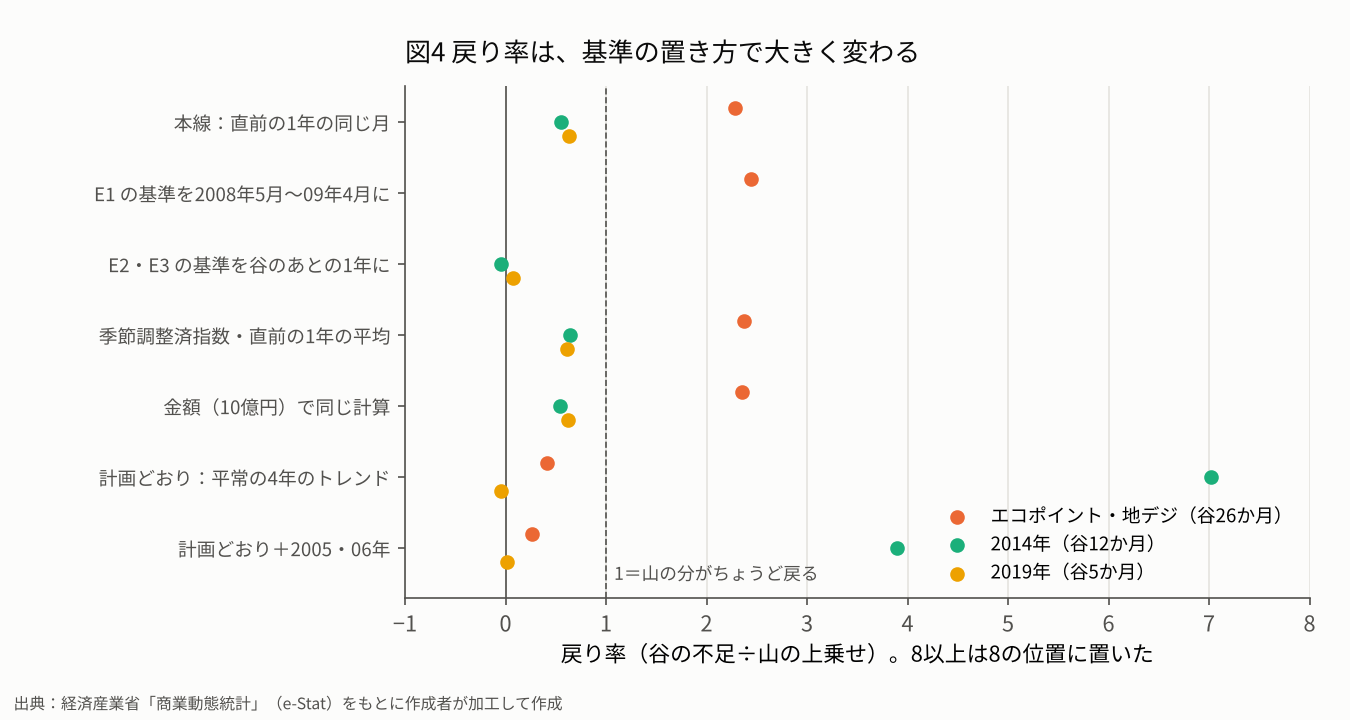 図4 戻り率は、基準の置き方で大きく変わる
本線：直前の1年の同じ月
E1 の基準を2008年5月～09年4月に
E2・E3 の基準を谷のあとの1年に
季節調整済指数・直前の1年の平均
金額（10億円）で同じ計算
計画どおり：平常の4年のトレンド
計画どおり＋2005・06年
エコポイント・地デジ（谷26か月）
2014年（谷12か月）
2019年（谷5か月）
1＝山の分がちょうど戻る
−1 0 1 2 3 4 5 6 7 8
戻り率（谷の不足÷山の上乗せ）。8以上は8の位置に置いた
出典：経済産業省「商業動態統計」（e-Stat）をもとに作成者が加工して作成